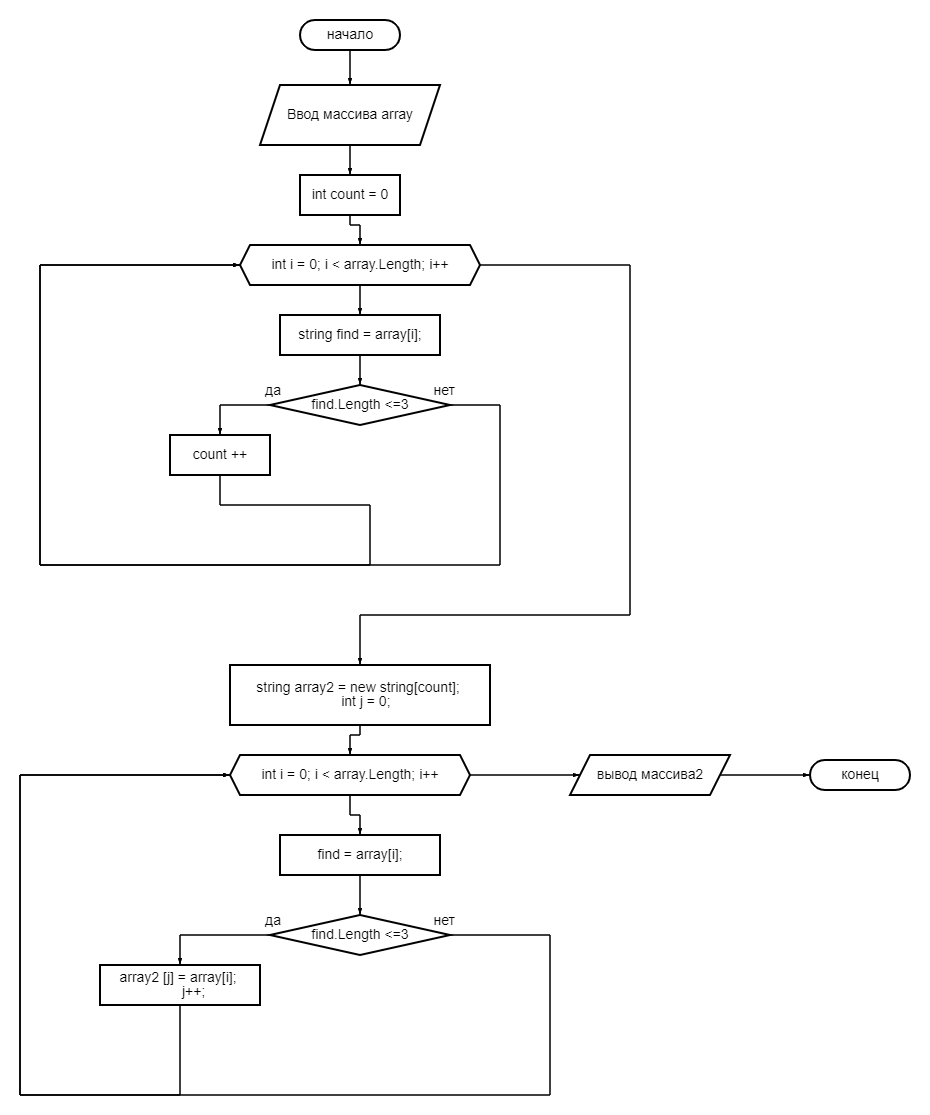 начало
Ввод массива array
int count = 0
int i = 0; i < array.Length; i++
string find = array[i];
да
нет
find.Length <=3
count ++
string array2 = new string[count];
int j = 0;
int i = 0; i < array.Length; i++
вывод массива2
конец
find = array[i];
да
нет
find.Length <=3
array2 [j] = array[i];
j++;